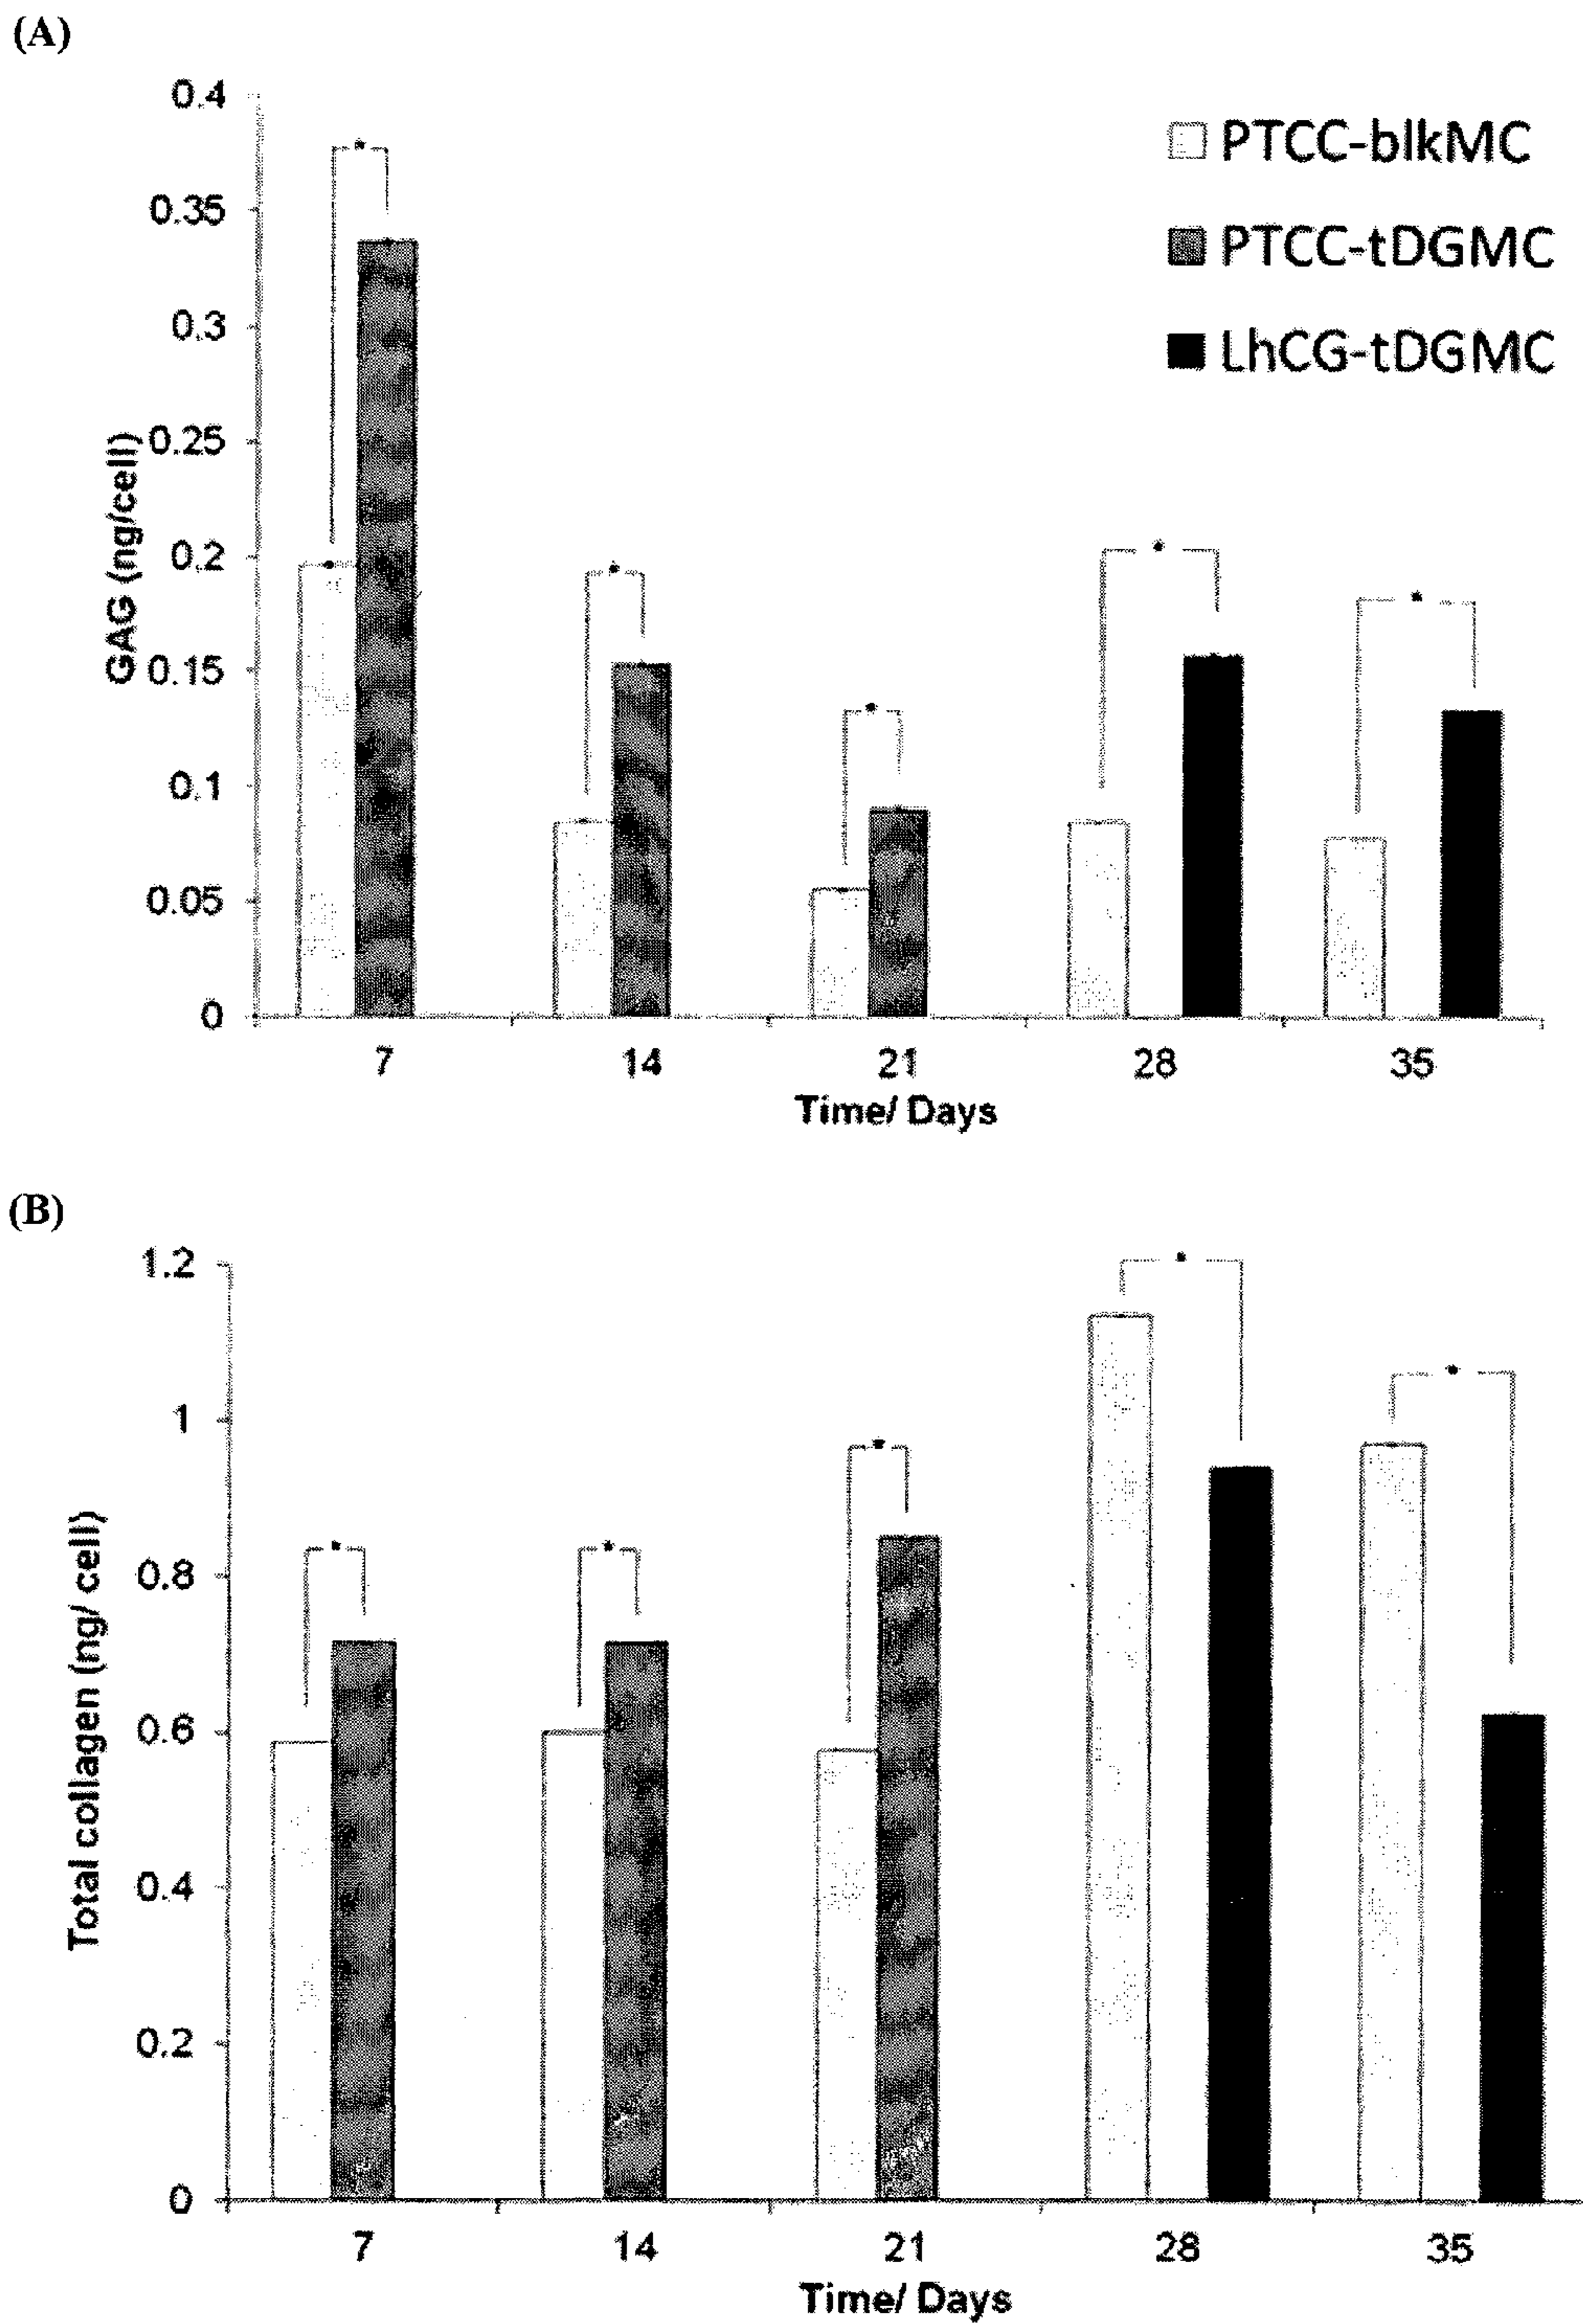 (A)
0.4
0.35
0.3
0.25
0.2
0.15
0.1
0.05
0
GAG (ng/cell)
PTCC-blkMC
PTCC-tDGMC
LhCG-tDGMC
* * * * *
7 14 21 28 35
Time/ Days
(B)
1.2
1
0.8
0.6
0.4
0.2
0
Total collagen (ng/ cell)
* * * * *
7 14 21 28 35
Time/ Days